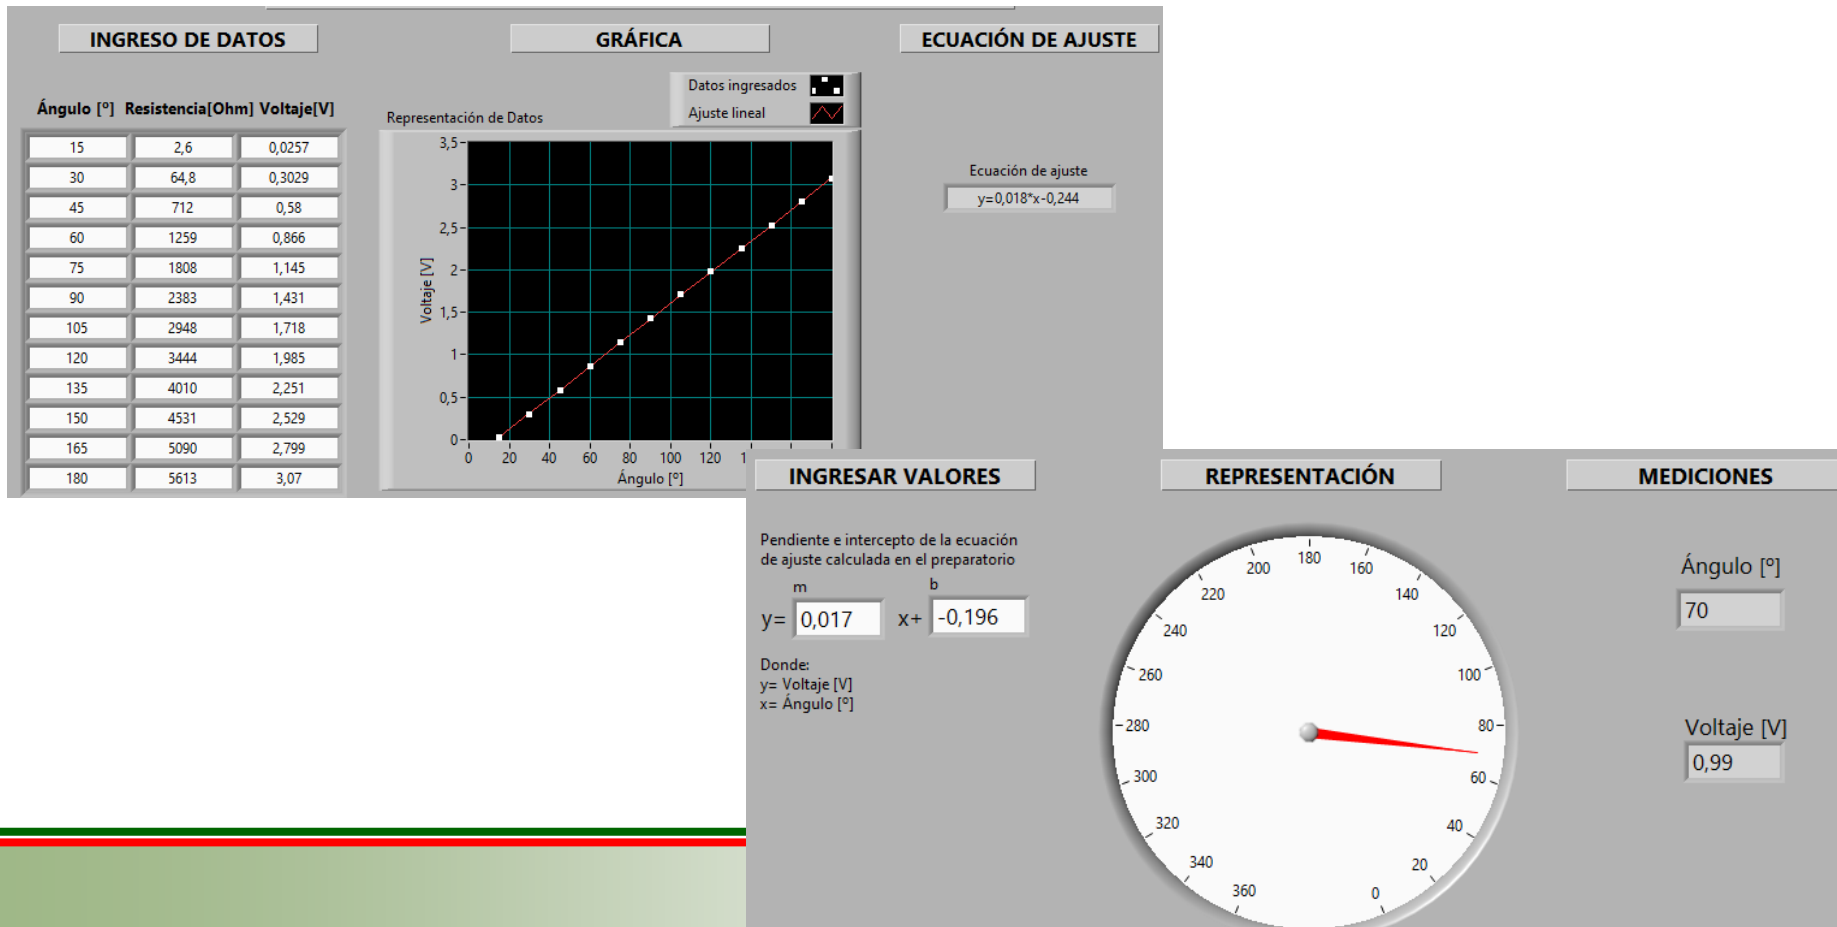 INGRESO DE DATOS
GRÁFICA
ECUACIÓN DE AJUSTE
Ángulo [º] Resistencia[Ohm] Voltaje[V]
15 2,6 0,0257
30 64,8 0,3029
45 712 0,58
60 1259 0,866
75 1808 1,145
90 2383 1,431
105 2948 1,718
120 3444 1,985
135 4010 2,251
150 4531 2,529
165 5090 2,799
180 5613 3,07
Datos ingresados
Ajuste lineal
Representación de Datos
3,5
3
2,5
2
1,5
1
0,5
0
Voltaje [V]
0 20 40 60 80 100 120 1
Ángulo [º]
Ecuación de ajuste
y=0,018*x-0,244
INGRESAR VALORES
REPRESENTACIÓN
MEDICIONES
Pendiente e intercepto de la ecuación
de ajuste calculada en el preparatorio
m b
y= 0,017 x+ -0,196
Donde:
y= Voltaje [V]
x= Ángulo [º]
0
20
40
60
80
100
120
140
160
180
200
220
240
260
280
300
320
340
360
Ángulo [º]
70
Voltaje [V]
0,99